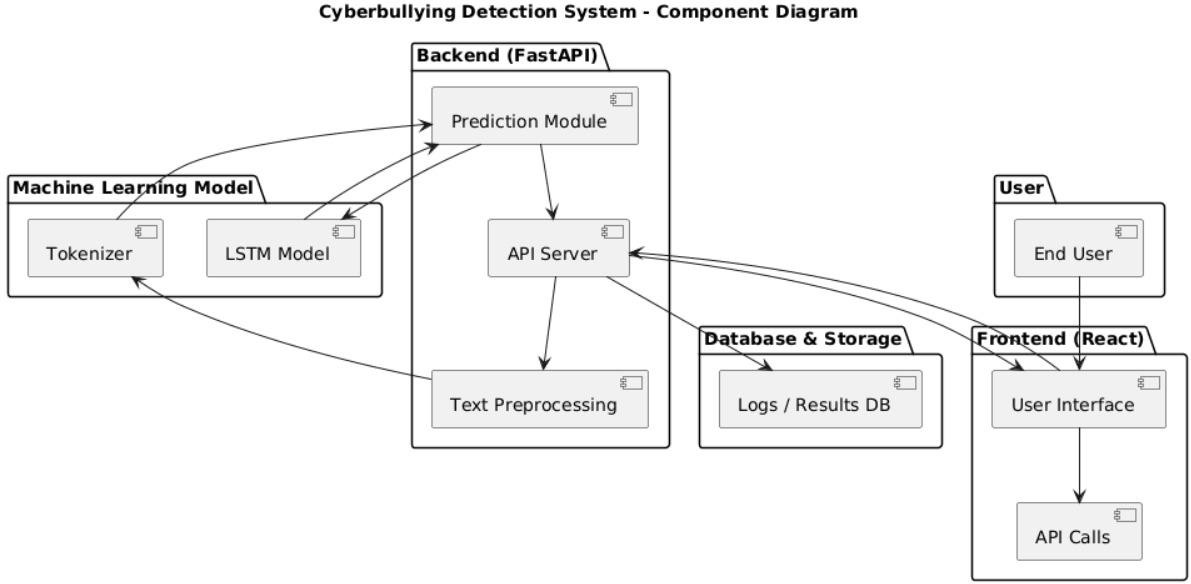 Cyberbullying Detection System - Component Diagram
Backend (FastAPI)
Prediction Module
Machine Learning Model
User
Tokenizer
LSTM Model
API Server
End User
Database & Storage
Frontend (React)
Text Preprocessing
Logs / Results DB
User Interface
API Calls